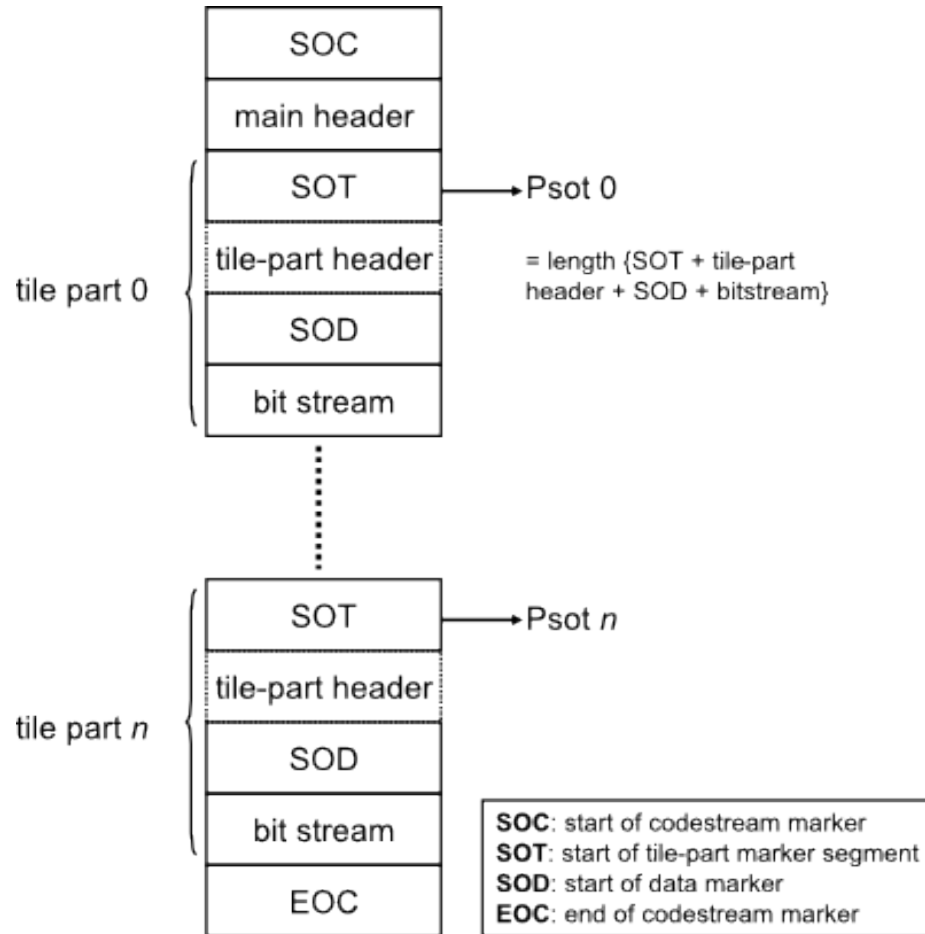 SOC
main header
SOT
Psot 0
tile-part header
= length {SOT + tile-part
header + SOD + bitstream}
tile part 0
SOD
bit stream
SOT
Psot n
tile-part header
tile part n
SOD
bit stream
EOC
SOC: start of codestream marker
SOT: start of tile-part marker segment
SOD: start of data marker
EOC: end of codestream marker